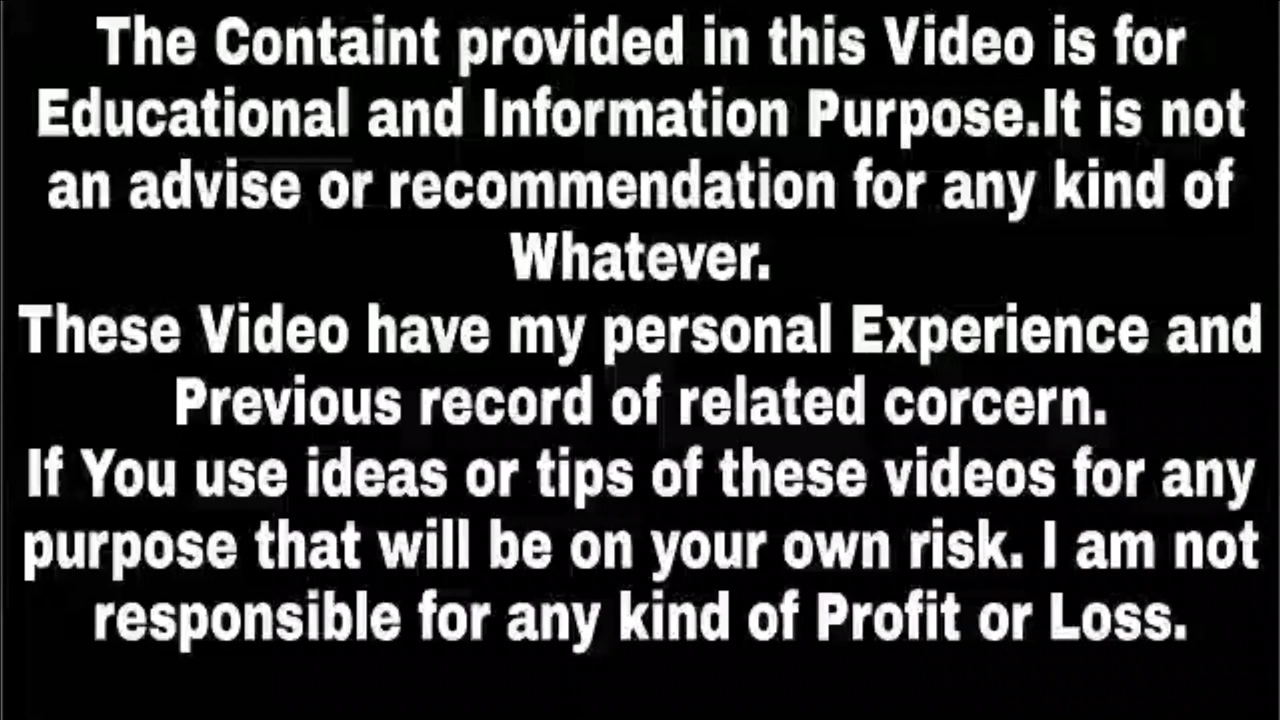 The Containt provided in this Video is for
Educational and Information Purpose.It is not
an advise or recommendation for any kind of
Whatever.
These Video have my personal Experience and
Previous record of related corcern.
If You use ideas or tips of these videos for any
purpose that will be on your own risk. I am not
responsible for any kind of Profit or Loss.